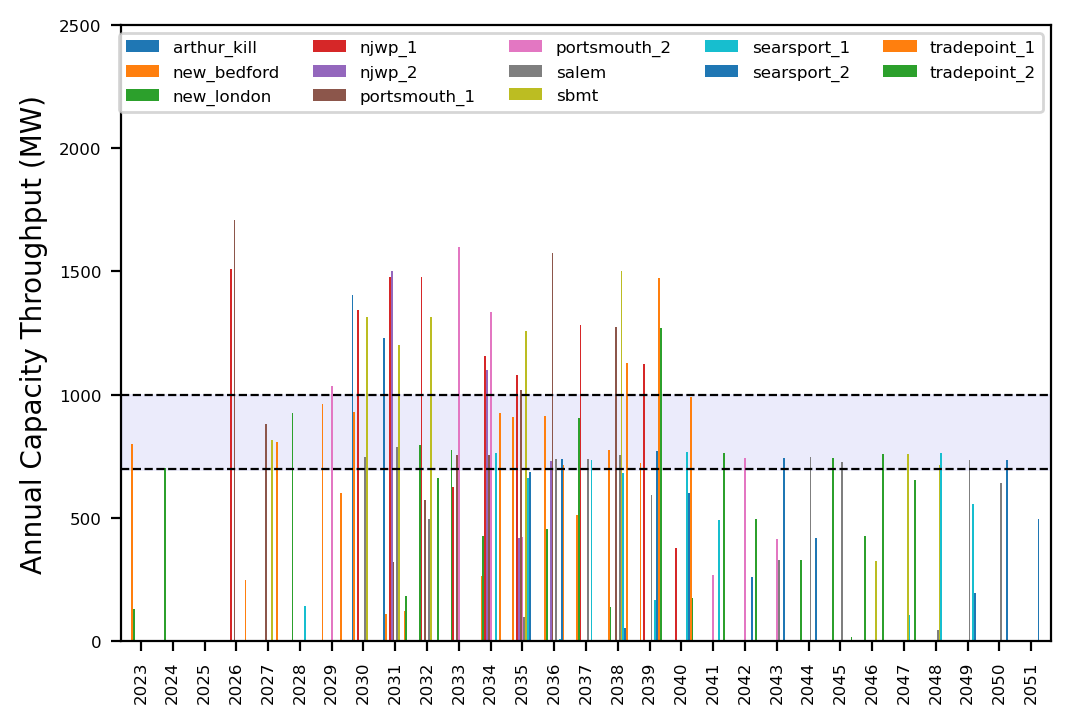 2500
2000
1500
1000
500
0
Annual Capacity Throughput (MW)
arthur_kill
new_bedford
new_london
njwp_1
njwp_2
portsmouth_1
portsmouth_2
salem
sbmt
searsport_1
searsport_2
tradepoint_1
tradepoint_2
2023
2024
2025
2026
2027
2028
2029
2030
2031
2032
2033
2034
2035
2036
2037
2038
2039
2040
2041
2042
2043
2044
2045
2046
2047
2048
2049
2050
2051